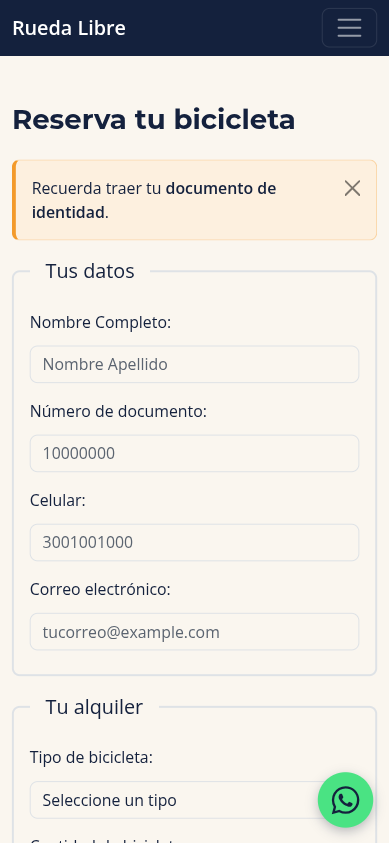 Rueda Libre
Reserva tu bicicleta
Recuerda traer tu documento de
identidad.
Tus datos
Nombre Completo:
Nombre Apellido
Número de documento:
10000000
Celular:
3001001000
Correo electrónico:
tucorreo@example.com
Tu alquiler
Tipo de bicicleta:
Seleccione un tipo